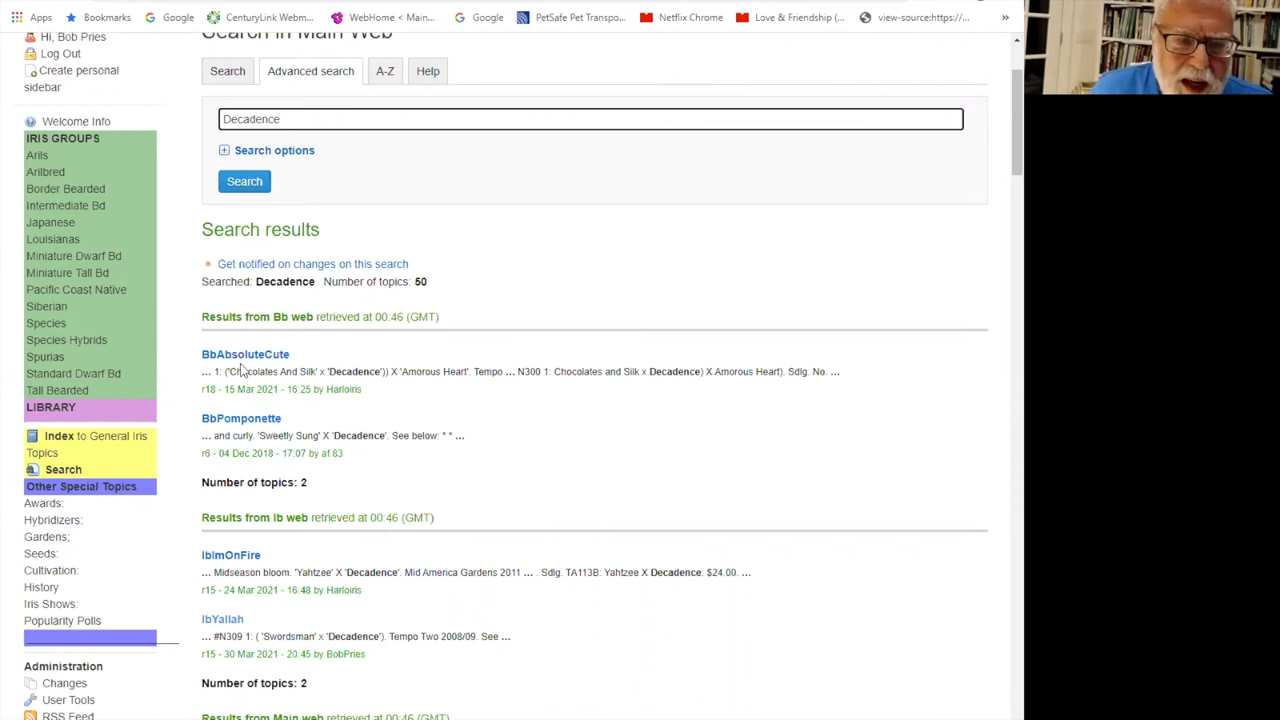 Apps
Bookmarks
Google
CenturyLink Webm...
WebHome < Main...
Google
PetSafe Pet Transpo...
Netflix Chrome
Love & Friendship (...
view-source:https://...
»
Hi, Bob Pries
Log Out
Create personal
sidebar
Welcome Info
IRIS GROUPS
Arils
Arilbred
Border Bearded
Intermediate Bd
Japanese
Louisianas
Miniature Dwarf Bd
Miniature Tall Bd
Pacific Coast Native
Siberian
Species
Species Hybrids
Spurias
Standard Dwarf Bd
Tall Bearded
LIBRARY
Index to General Iris
Topics
Search
Other Special Topics
Awards:
Hybridizers:
Gardens;
Seeds:
Cultivation:
History
Iris Shows:
Popularity Polls
Administration
Changes
User Tools
RSS Feed
Search in Main Web
Search
Advanced search
A-Z
Help
Decadence
Search options
Search
Search results
Get notified on changes on this search
Searched: Decadence Number of topics: 50
Results from Bb web retrieved at 00:46 (GMT)
BbAbsoluteCute
... 1: ('Chocolates And Silk' x 'Decadence')) X 'Amorous Heart'. Tempo ... N300 1: Chocolates and Silk x Decadence) X Amorous Heart). Sdlg. No. ...
r18 - 15 Mar 2021 - 16:25 by Harloiris
BbPomponette
... and curly. 'Sweetly Sung' X 'Decadence'. See below: * * ...
r6 - 04 Dec 2018 - 17:07 by af.83
Number of topics: 2
Results from Ib web retrieved at 00:46 (GMT)
IbImOnFire
... Midseason bloom. 'Yahtzee' X 'Decadence'. Mid America Gardens 2011 ... . Sdlg. TA113B: Yahtzee X Decadence. $24.00. ...
r15 - 24 Mar 2021 - 16:48 by Harloiris
IbYallah
... #N309 1: ( 'Swordsman' x 'Decadence'). Tempo Two 2008/09. See ...
r15 - 30 Mar 2021 - 20:45 by BobPries
Number of topics: 2
Results from Main web retrieved at 00:46 (GMT)